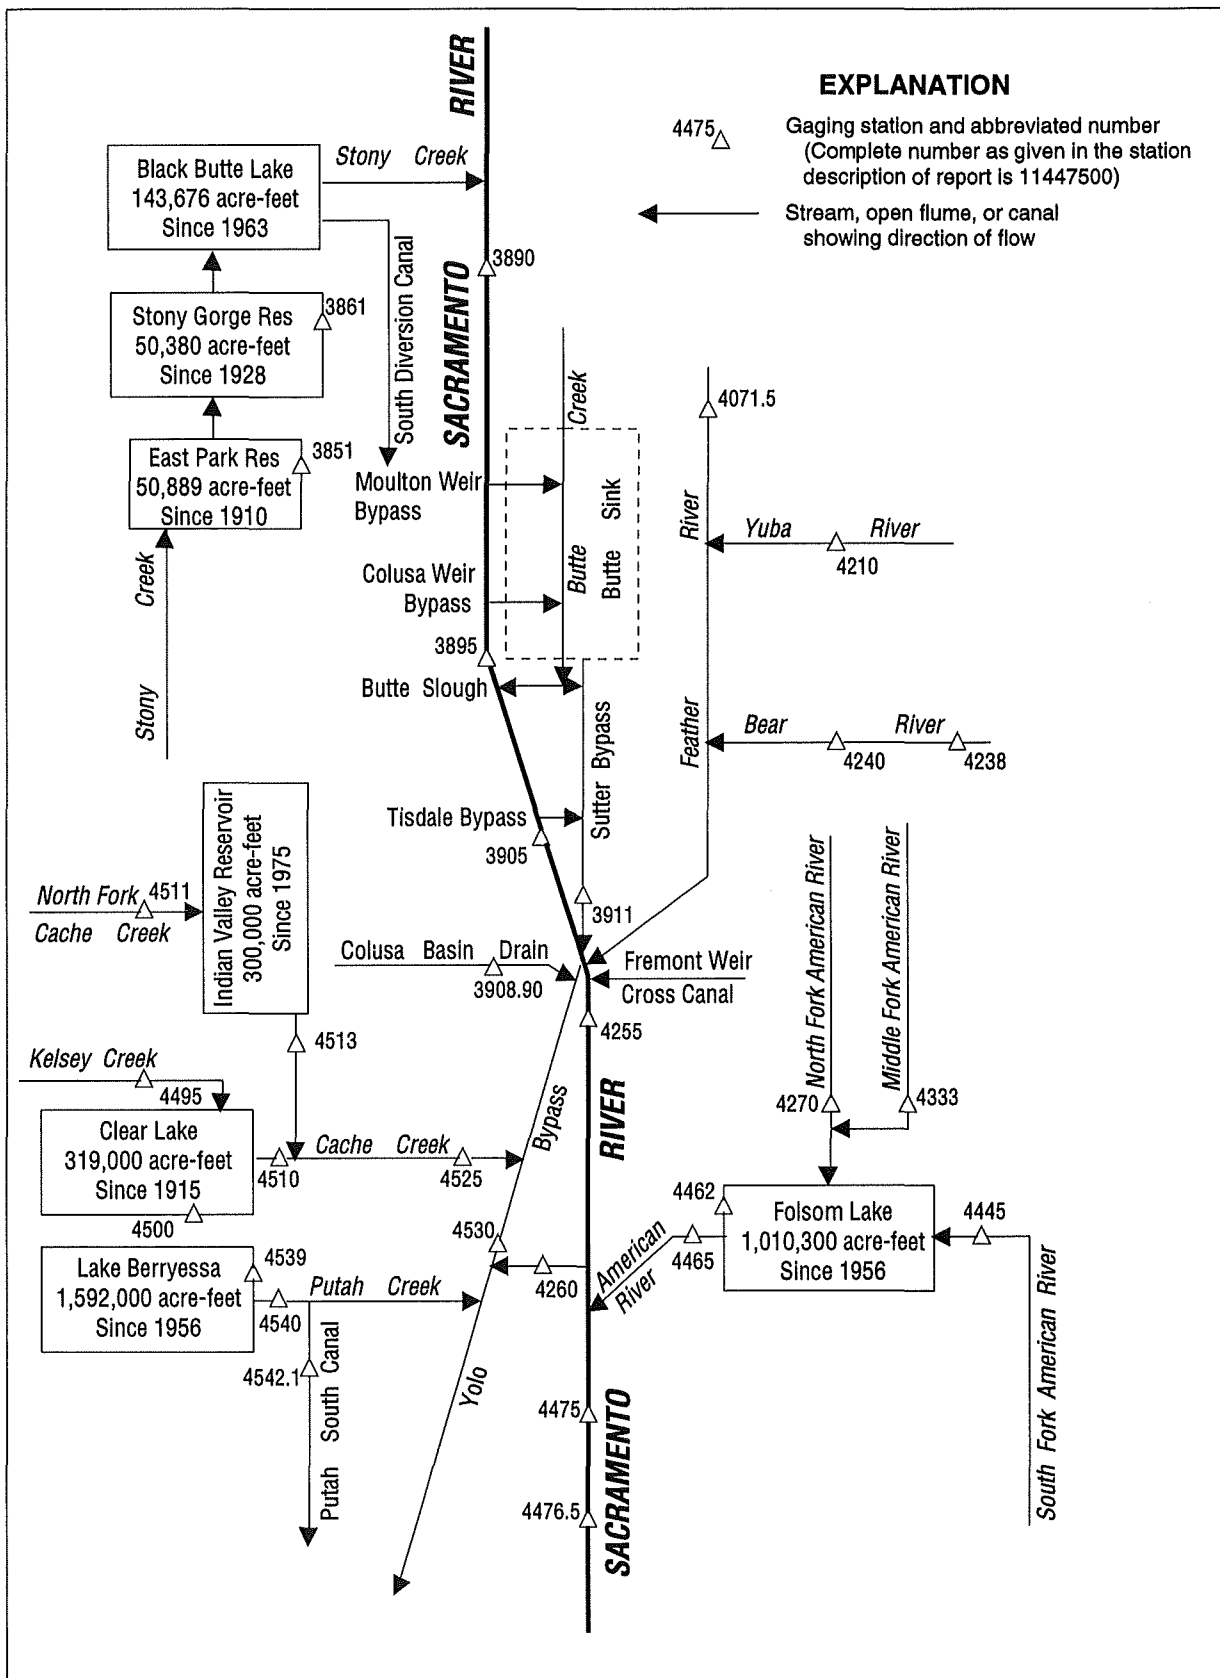 EXPLANATION
4475
Gaging station and abbreviated number
(Complete number as given in the station
description of report is 11447500)
Stream, open flume, or canal
showing direction of flow
RIVER
SACRAMENTO
Stony Creek
Black Butte Lake
143,676 acre-feet
Since 1963
South Diversion Canal
3890
3861
Stony Gorge Res
50,380 acre-feet
Since 1928
3851
East Park Res
50,889 acre-feet
Since 1910
Stony Creek
Moulton Weir
Bypass
Colusa Weir
Bypass
Butte Creek
Butte Sink
3895
Butte Slough
Sutter Bypass
Tisdale Bypass
3905
3911
4071.5
Feather River
Yuba River
4210
Bear River
4240
4238
Indian Valley Reservoir
300,000 acre-feet
Since 1975
North Fork
4511
Cache Creek
4513
Colusa Basin Drain
3908.90
Fremont Weir
Cross Canal
4255
Kelsey Creek
4495
Clear Lake
319,000 acre-feet
Since 1915
4500
4510
Cache Creek
4525
Yolo Bypass
4530
4260
Lake Berryessa
1,592,000 acre-feet
Since 1956
4539
4540
Putah Creek
4542.1
Putah South Canal
North Fork American River
Middle Fork American River
4270
4333
4462
4465
Folsom Lake
1,010,300 acre-feet
Since 1956
4445
South Fork American River
American
River
RIVER
SACRAMENTO
4475
4476.5